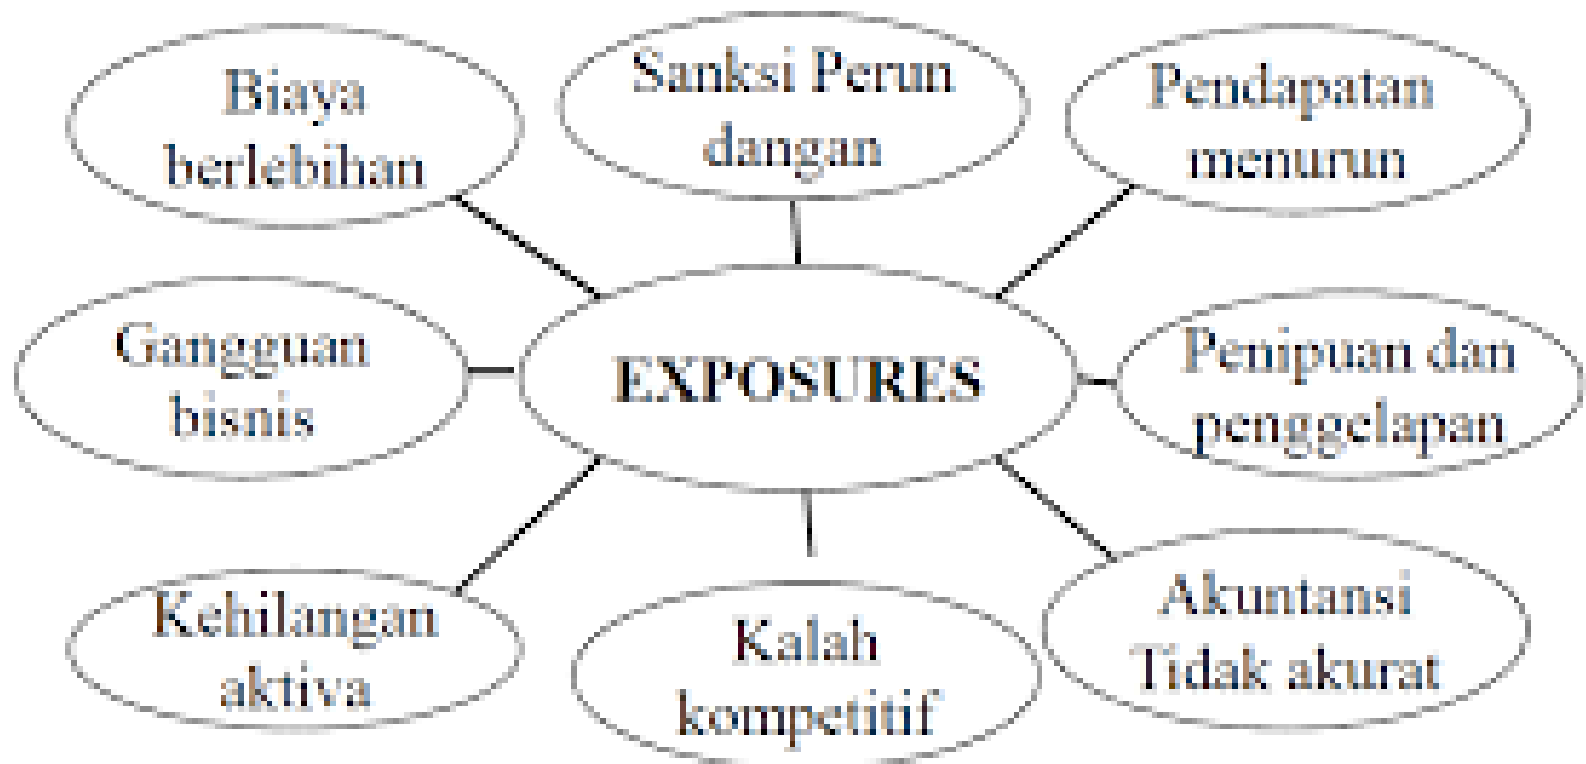 Biaya
berlebihan
Sanksi Perun
dangan
Pendapatan
menurun
Gangguan
bisnis
EXPOSURES
Penipuan dan
penggelapan
Kehilangan
aktiva
Kalah
kompetitif
Akuntansi
Tidak akurat